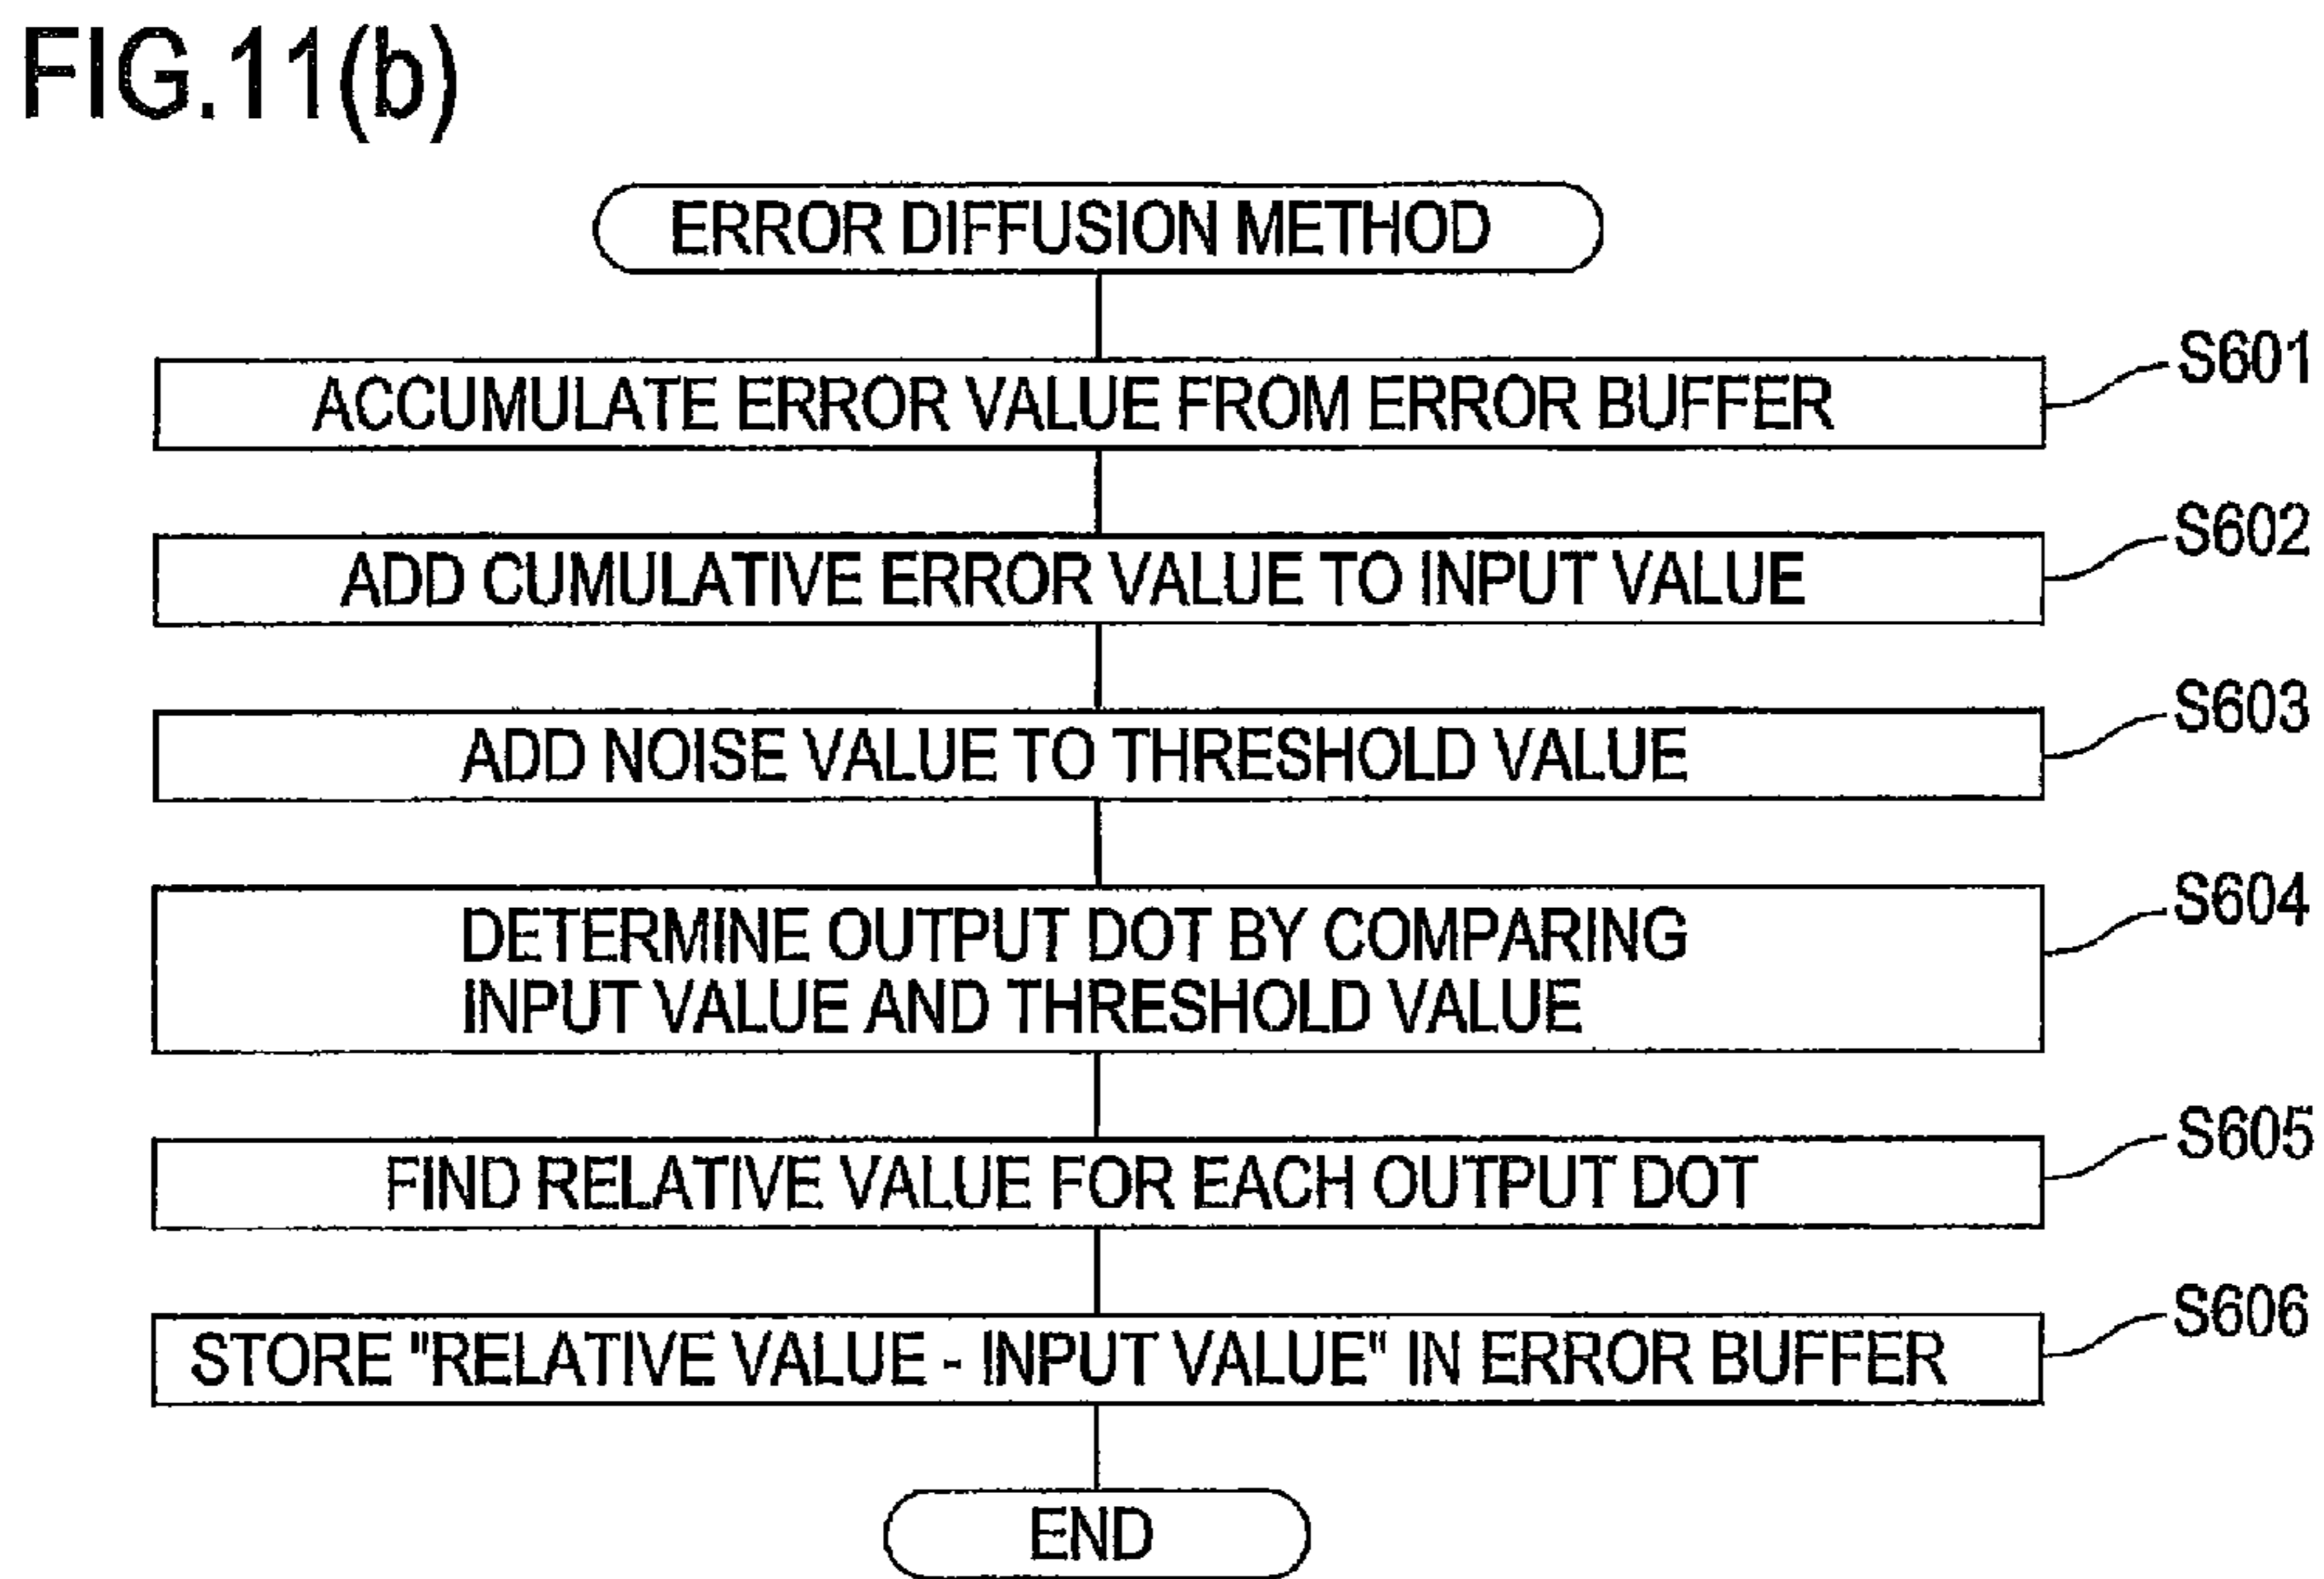 FIG.11(b)
ERROR DIFFUSION METHOD
ACCUMULATE ERROR VALUE FROM ERROR BUFFER
S601
ADD CUMULATIVE ERROR VALUE TO INPUT VALUE
S602
ADD NOISE VALUE TO THRESHOLD VALUE
S603
DETERMINE OUTPUT DOT BY COMPARING
INPUT VALUE AND THRESHOLD VALUE
S604
FIND RELATIVE VALUE FOR EACH OUTPUT DOT
S605
STORE "RELATIVE VALUE - INPUT VALUE" IN ERROR BUFFER
S606
END